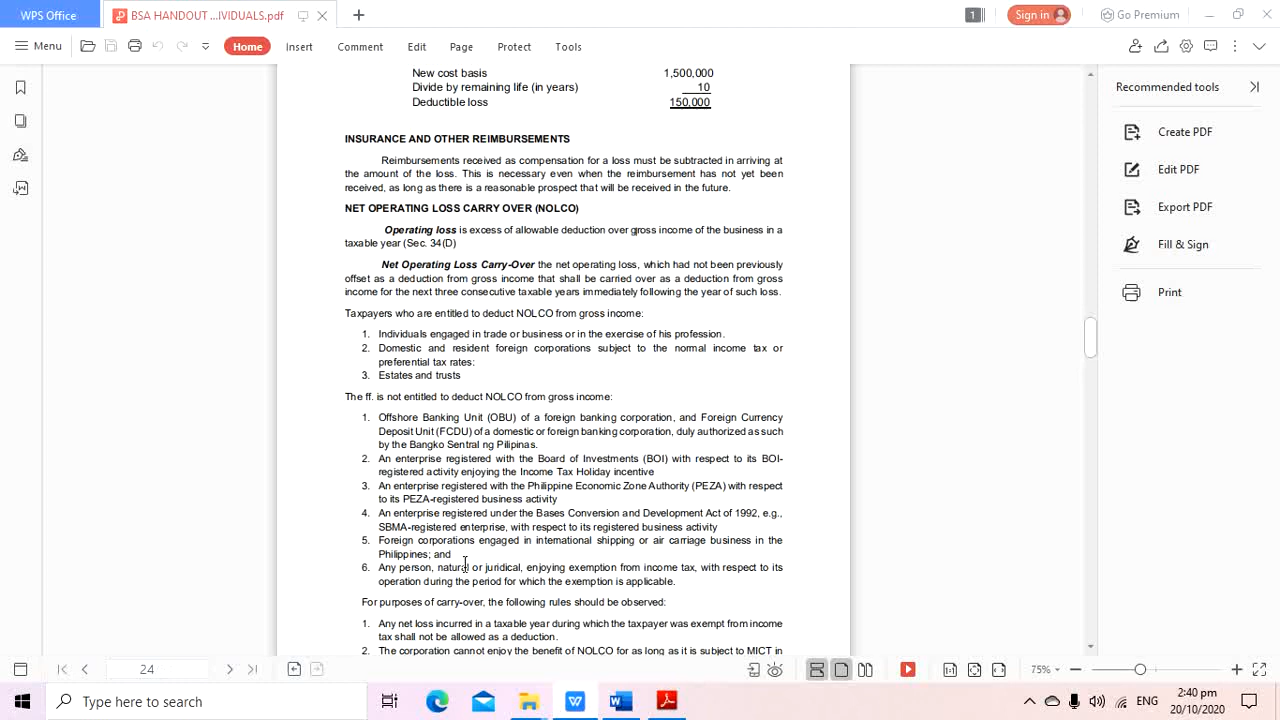 WPS Office
BSA HANDOUT ...IVIDUALS.pdf
1
Sign in
Go Premium
Menu
Home
Insert
Comment
Edit
Page
Protect
Tools
New cost basis 1,500,000
Divide by remaining life (in years) 10
Deductible loss 150,000
INSURANCE AND OTHER REIMBURSEMENTS
Reimbursements received as compensation for a loss must be subtracted in arriving at
the amount of the loss. This is necessary even when the reimbursement has not yet been
received, as long as there is a reasonable prospect that will be received in the future.
NET OPERATING LOSS CARRY OVER (NOLCO)
Operating loss is excess of allowable deduction over gross income of the business in a
taxable year (Sec. 34(D)
Net Operating Loss Carry-Over the net operating loss, which had not been previously
offset as a deduction from gross income that shall be carried over as a deduction from gross
income for the next three consecutive taxable years immediately following the year of such loss.
Taxpayers who are entitled to deduct NOLCO from gross income:
1. Individuals engaged in trade or business or in the exercise of his profession.
2. Domestic and resident foreign corporations subject to the normal income tax or
preferential tax rates:
3. Estates and trusts
The ff. is not entitled to deduct NOLCO from gross income:
1. Offshore Banking Unit (OBU) of a foreign banking corporation, and Foreign Currency
Deposit Unit (FCDU) of a domestic or foreign banking corporation, duly authorized as such
by the Bangko Sentral ng Pilipinas.
2. An enterprise registered with the Board of Investments (BOI) with respect to its BOI-
registered activity enjoying the Income Tax Holiday incentive
3. An enterprise registered with the Philippine Economic Zone Authority (PEZA) with respect
to its PEZA-registered business activity
4. An enterprise registered under the Bases Conversion and Development Act of 1992, e.g.,
SBMA-registered enterprise, with respect to its registered business activity
5. Foreign corporations engaged in international shipping or air carriage business in the
Philippines; and
6. Any person, natural or juridical, enjoying exemption from income tax, with respect to its
operation during the period for which the exemption is applicable.
For purposes of carry-over, the following rules should be observed:
1. Any net loss incurred in a taxable year during which the taxpayer was exempt from income
tax shall not be allowed as a deduction.
2. The corporation cannot enjoy the benefit of NOLCO for as long as it is subject to MICT in
Recommended tools
Create PDF
Edit PDF
Export PDF
Fill & Sign
Print
24
75%
Type here to search
ENG
2:40 pm
20/10/2020